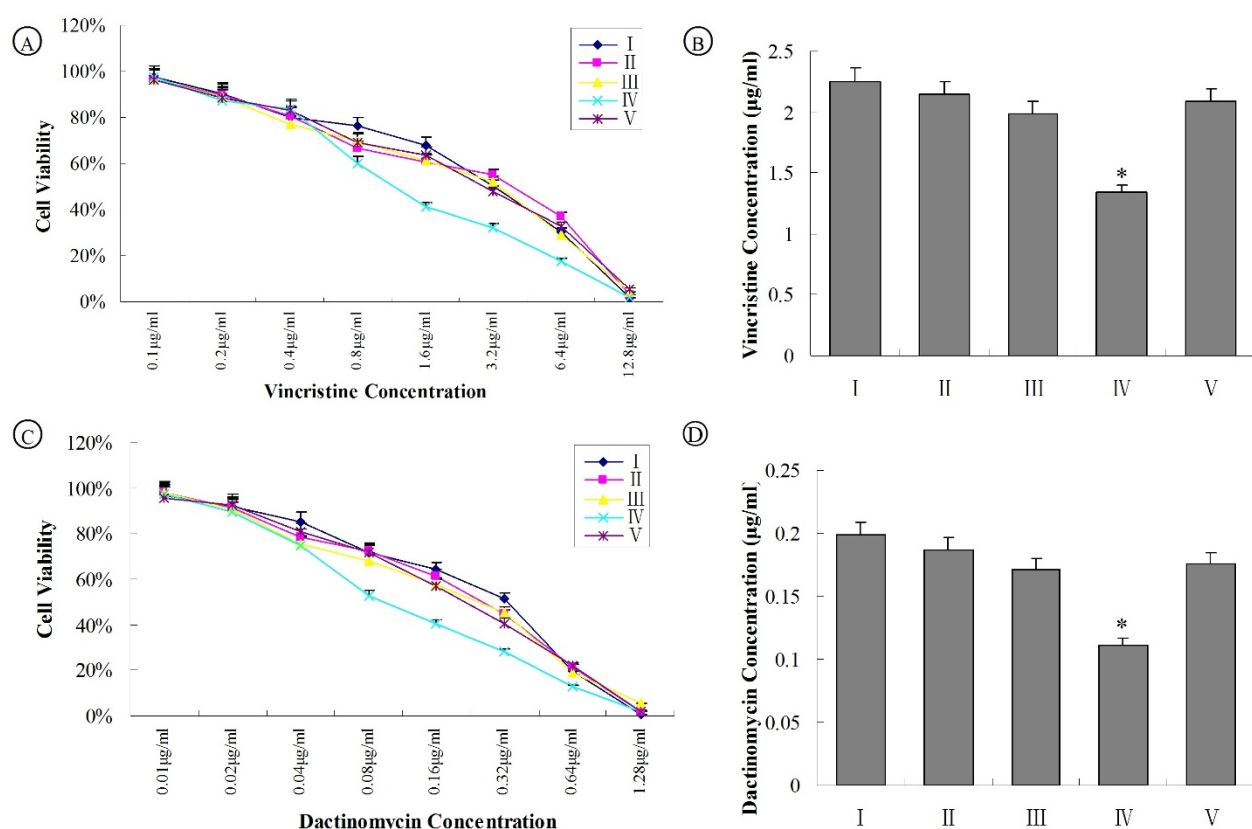 A
120%
100%
80%
60%
40%
20%
0%
Cell Viability
Ⅰ
Ⅱ
Ⅲ
Ⅳ
Ⅴ
0.1μg/ml
0.2μg/ml
0.4μg/ml
0.8μg/ml
1.6μg/ml
3.2μg/ml
6.4μg/ml
12.8μg/ml
Vincristine Concentration
B
2.5
2
1.5
1
0.5
0
Vincristine Concentration (μg/ml)
*
Ⅰ
Ⅱ
Ⅲ
Ⅳ
Ⅴ
C
120%
100%
80%
60%
40%
20%
0%
Cell Viability
Ⅰ
Ⅱ
Ⅲ
Ⅳ
Ⅴ
0.01μg/ml
0.02μg/ml
0.04μg/ml
0.08μg/ml
0.16μg/ml
0.32μg/ml
0.64μg/ml
1.28μg/ml
Dactinomycin Concentration
D
0.25
0.2
0.15
0.1
0.05
0
Dactinomycin Concentration (μg/ml)
*
Ⅰ
Ⅱ
Ⅲ
Ⅳ
Ⅴ